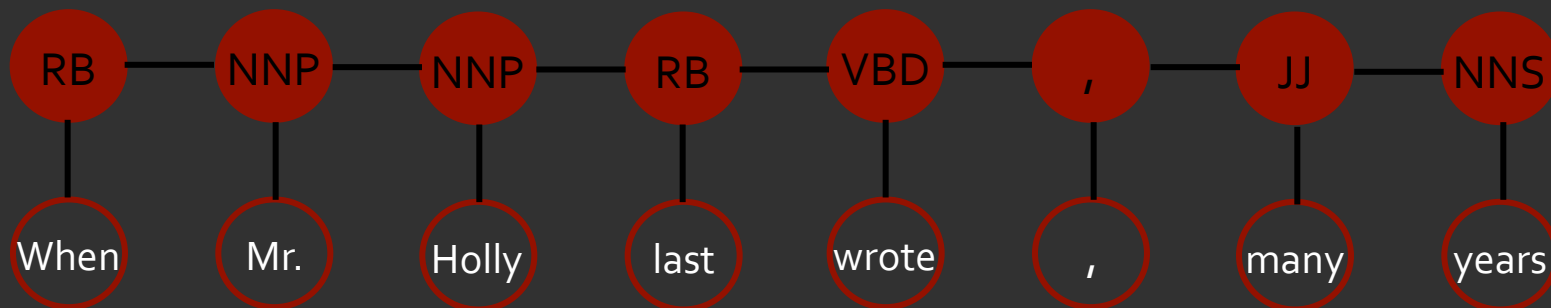 RB NNP NNP RB VBD , JJ NNS
When Mr. Holly last wrote , many years